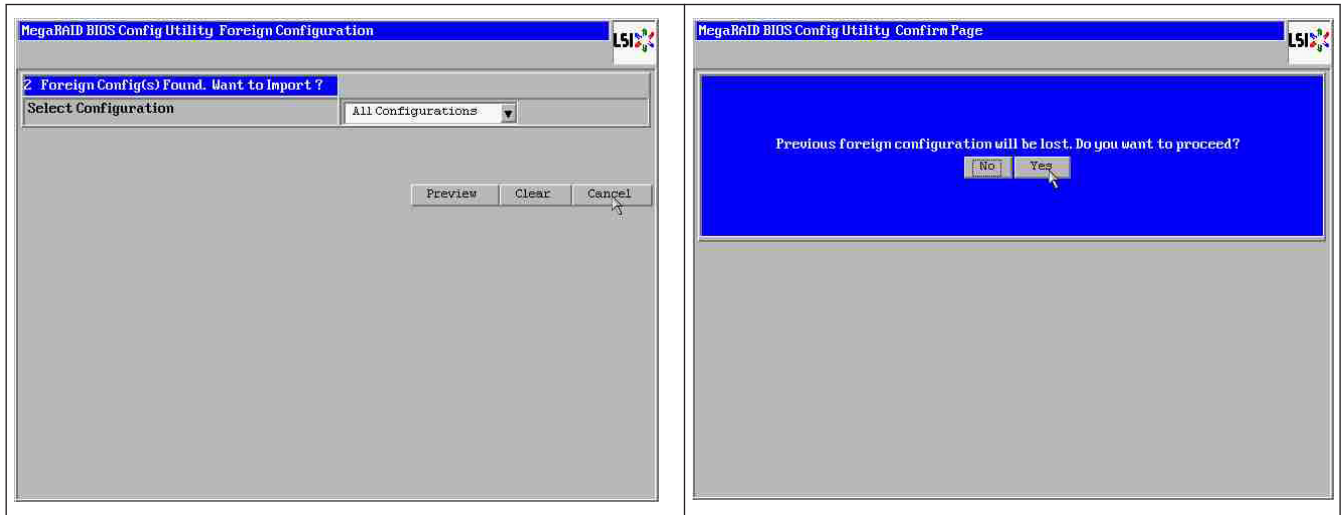 MegaRAID BIOS Config Utility Foreign Configuration
LSI
2 Foreign Config(s) Found. Want to Import ?
Select Configuration
All Configurations
Preview Clear Cancel
MegaRAID BIOS Config Utility Confirm Page
LSI
Previous foreign configuration will be lost. Do you want to proceed?
No Yes